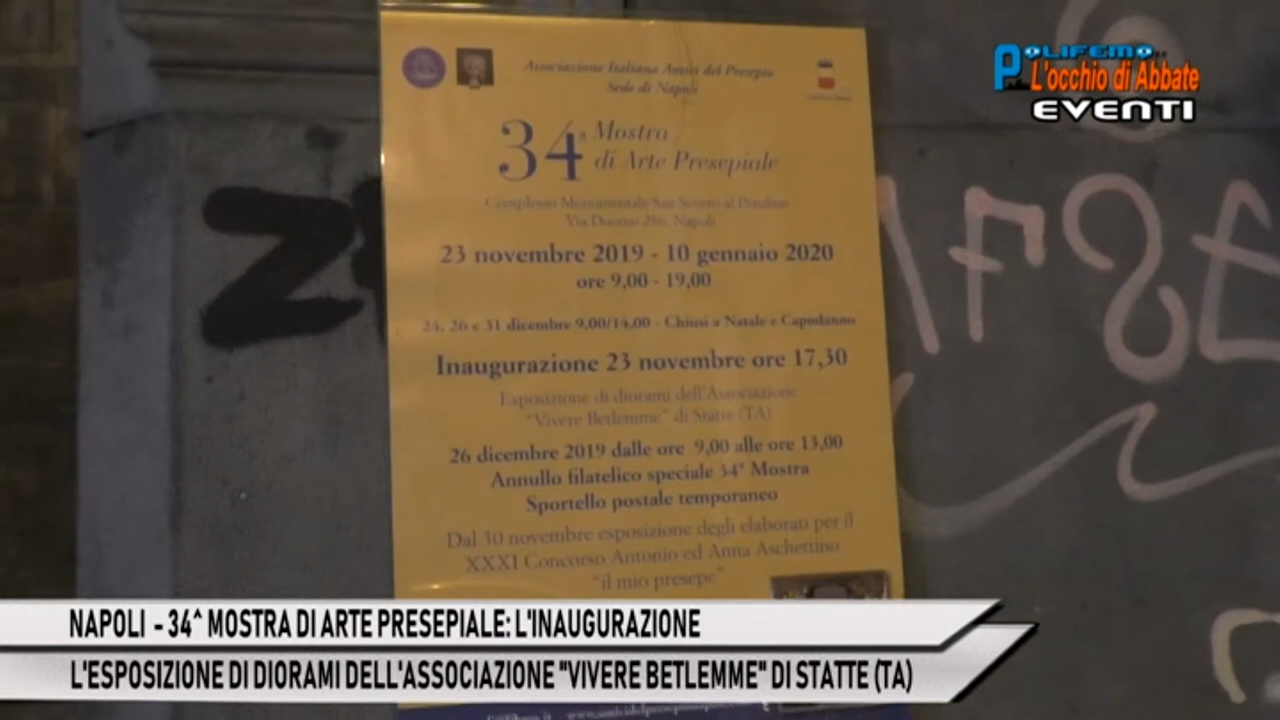 POLIFEMO
L'occhio di Abbate
EVENTI
Associazione Italiana Amici del Presepio
Sede di Napoli
34ª Mostra
di Arte Presepiale
Complesso Monumentale San Severo al Pendino
Via Duomo 286, Napoli
23 novembre 2019 - 10 gennaio 2020
ore 9,00 - 19,00
24, 26 e 31 dicembre 9,00/14,00 - Chiusi a Natale e Capodanno
Inaugurazione 23 novembre ore 17,30
Esposizione di diorami dell'Associazione
"Vivere Betlemme" di Statte (TA)
26 dicembre 2019 dalle ore 9,00 alle ore 13,00
Annullo filatelico speciale 34ª Mostra
Sportello postale temporaneo
Dal 30 novembre esposizione degli elaborati per il
XXXI Concorso Antonio ed Anna Aschettino
"il mio presepe"
NAPOLI - 34^ MOSTRA DI ARTE PRESEPIALE: L'INAUGURAZIONE
L'ESPOSIZIONE DI DIORAMI DELL'ASSOCIAZIONE "VIVERE BETLEMME" DI STATTE (TA)